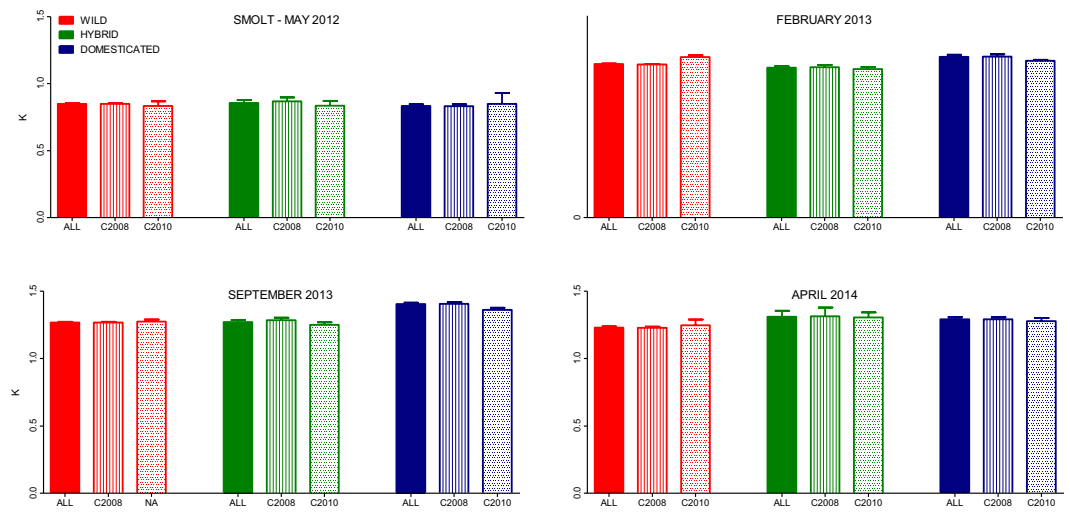 SMOLT - MAY 2012
1.5
1.0
0.5
0.0
K
WILD
HYBRID
DOMESTICATED
ALL C2008 C2010 ALL C2008 C2010 ALL C2008 C2010
FEBRUARY 2013
0
ALL C2008 C2010 ALL C2008 C2010 ALL C2008 C2010
SEPTEMBER 2013
1.5
1.0
0.5
0.0
K
ALL C2008 NA ALL C2008 C2010 ALL C2008 C2010
APRIL 2014
1.5
1.0
0.5
0.0
ALL C2008 C2010 ALL C2008 C2010 ALL C2008 C2010